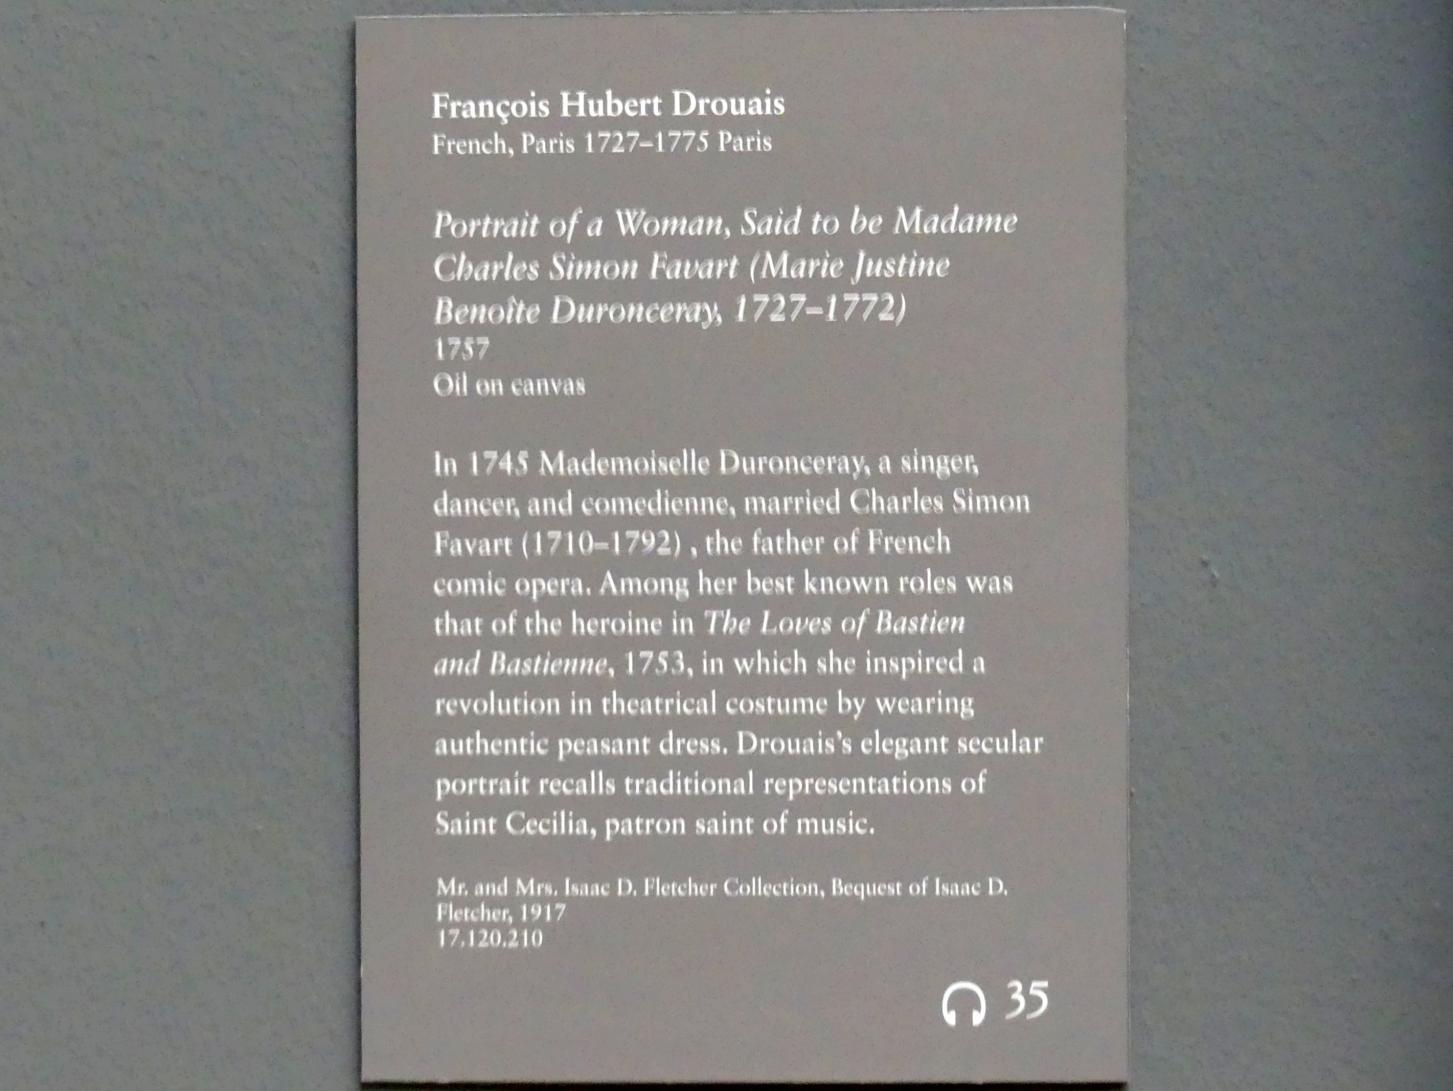 François Hubert Drouais
French, Paris 1727–1775 Paris
Portrait of a Woman, Said to be Madame
Charles Simon Favart (Marie Justine
Benoîte Duronceray, 1727–1772)
1757
Oil on canvas
In 1745 Mademoiselle Duronceray, a singer,
dancer, and comedienne, married Charles Simon
Favart (1710–1792) , the father of French
comic opera. Among her best known roles was
that of the heroine in The Loves of Bastien
and Bastienne, 1753, in which she inspired a
revolution in theatrical costume by wearing
authentic peasant dress. Drouais's elegant secular
portrait recalls traditional representations of
Saint Cecilia, patron saint of music.
Mr. and Mrs. Isaac D. Fletcher Collection, Bequest of Isaac D.
Fletcher, 1917
17.120.210
35